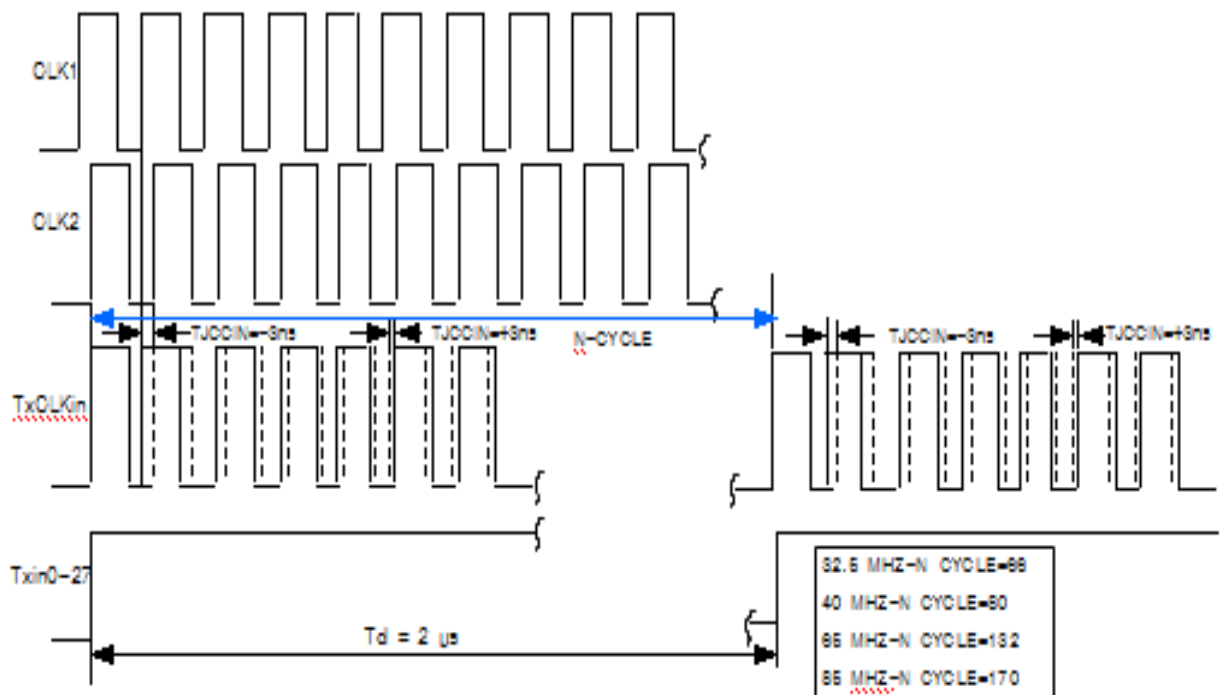 CLK1
CLK2
TJCCIN=-3ns
TJCCIN=+3ns
N-CYCLE
TJCCIN=-3ns
TJCCIN=+3ns
TxCLKin
Txin0-27
Td = 2 µs
32.5 MHZ-N CYCLE=66
40 MHZ-N CYCLE=80
65 MHZ-N CYCLE=132
85 MHZ-N CYCLE=170